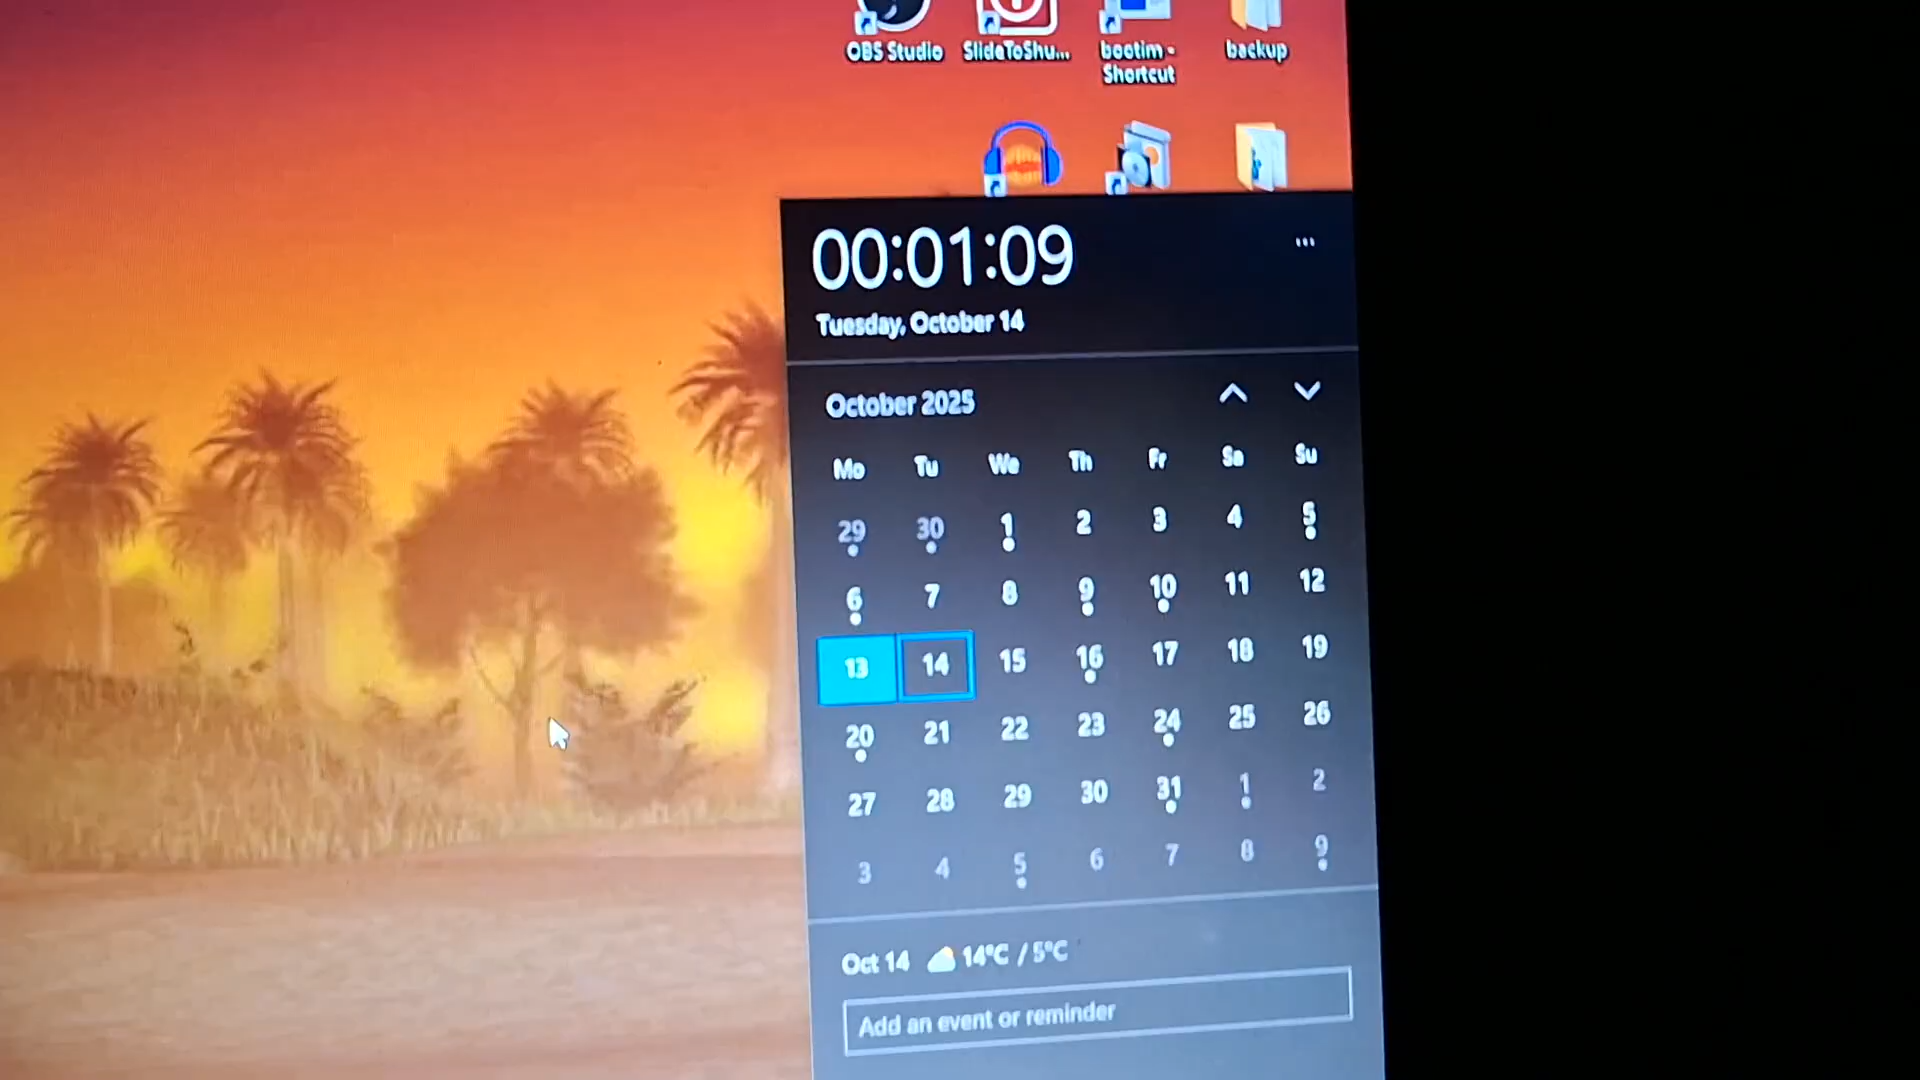 OBS Studio SlideToShu... bootim - Shortcut backup
00:01:09 ...
Tuesday, October 14
October 2025
Mo Tu We Th Fr Sa Su
29 30 1 2 3 4 5
6 7 8 9 10 11 12
13 14 15 16 17 18 19
20 21 22 23 24 25 26
27 28 29 30 31 1 2
3 4 5 6 7 8 9
Oct 14 14°C / 5°C
Add an event or reminder